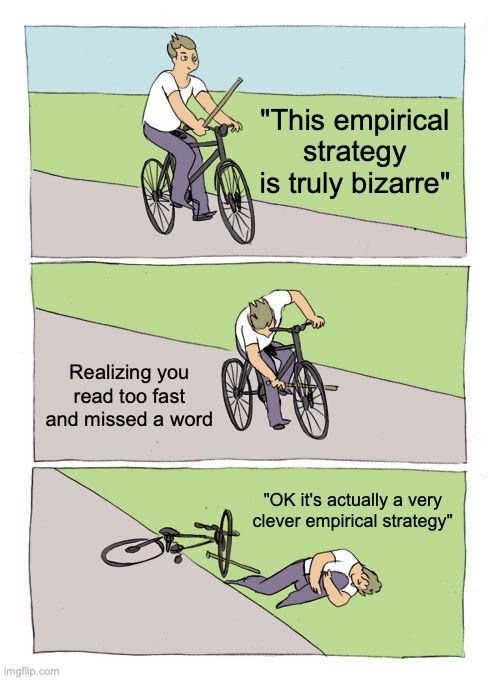 "This empirical
strategy
is truly bizarre"
Realizing you
read too fast
and missed a word
"OK it's actually a very
clever empirical strategy"
imgflip.com